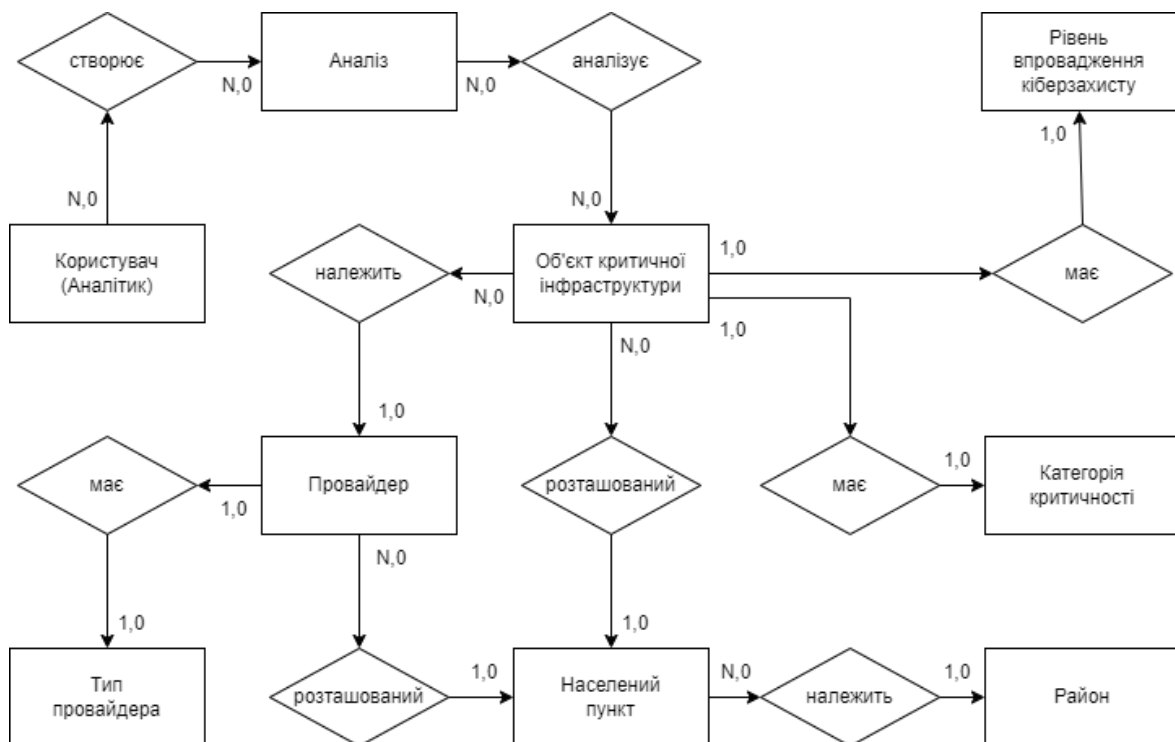 створює
Аналіз
аналізує
Рівень
впровадження
кіберзахисту
N,0
N,0
1,0
N,0
N,0
Користувач
(Аналітик)
належить
Об'єкт критичної
інфраструктури
1,0
має
N,0
1,0
N,0
1,0
1,0
має
Провайдер
розташований
має
Категорія
критичності
1,0
N,0
1,0
1,0
Тип
провайдера
розташований
1,0
Населений
пункт
N,0
належить
1,0
Район